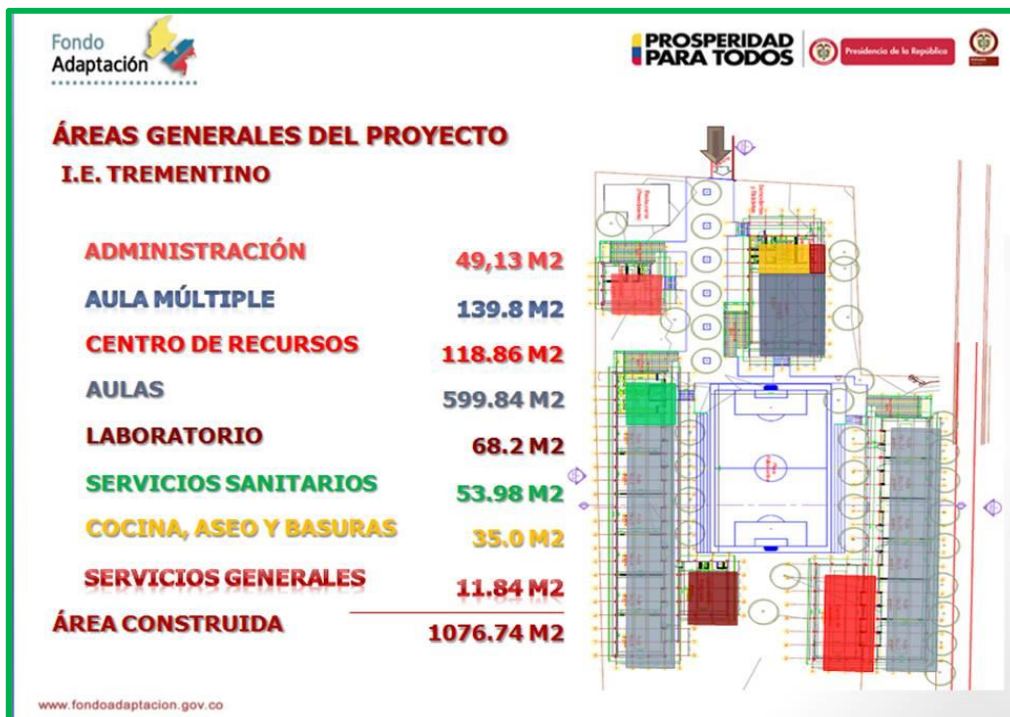 Fondo
Adaptación
PROSPERIDAD
PARA TODOS
Presidencia de la República
ÁREAS GENERALES DEL PROYECTO
I.E. TREMENTINO
ADMINISTRACIÓN 49,13 M2
AULA MÚLTIPLE 139.8 M2
CENTRO DE RECURSOS 118.86 M2
AULAS 599.84 M2
LABORATORIO 68.2 M2
SERVICIOS SANITARIOS 53.98 M2
COCINA, ASEO Y BASURAS 35.0 M2
SERVICIOS GENERALES 11.84 M2
ÁREA CONSTRUIDA 1076.74 M2
www.fondoadaptacion.gov.co